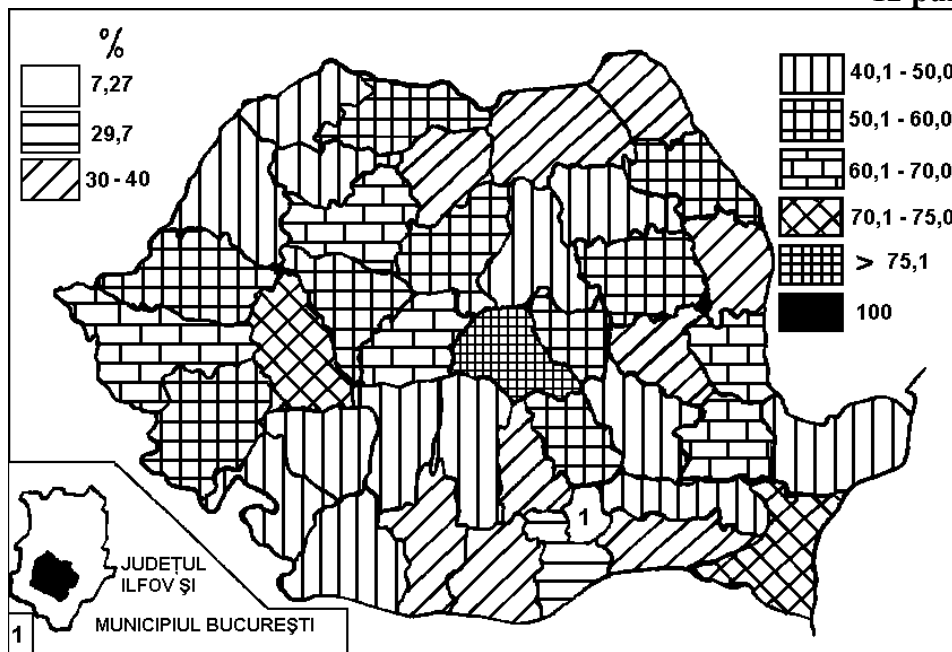 %
7,27
29,7
30 - 40
40,1 - 50,0
50,1 - 60,0
60,1 - 70,0
70,1 - 75,0
> 75,1
100
1
JUDEȚUL
ILFOV ȘI
MUNICIPIUL BUCUREȘTI
1